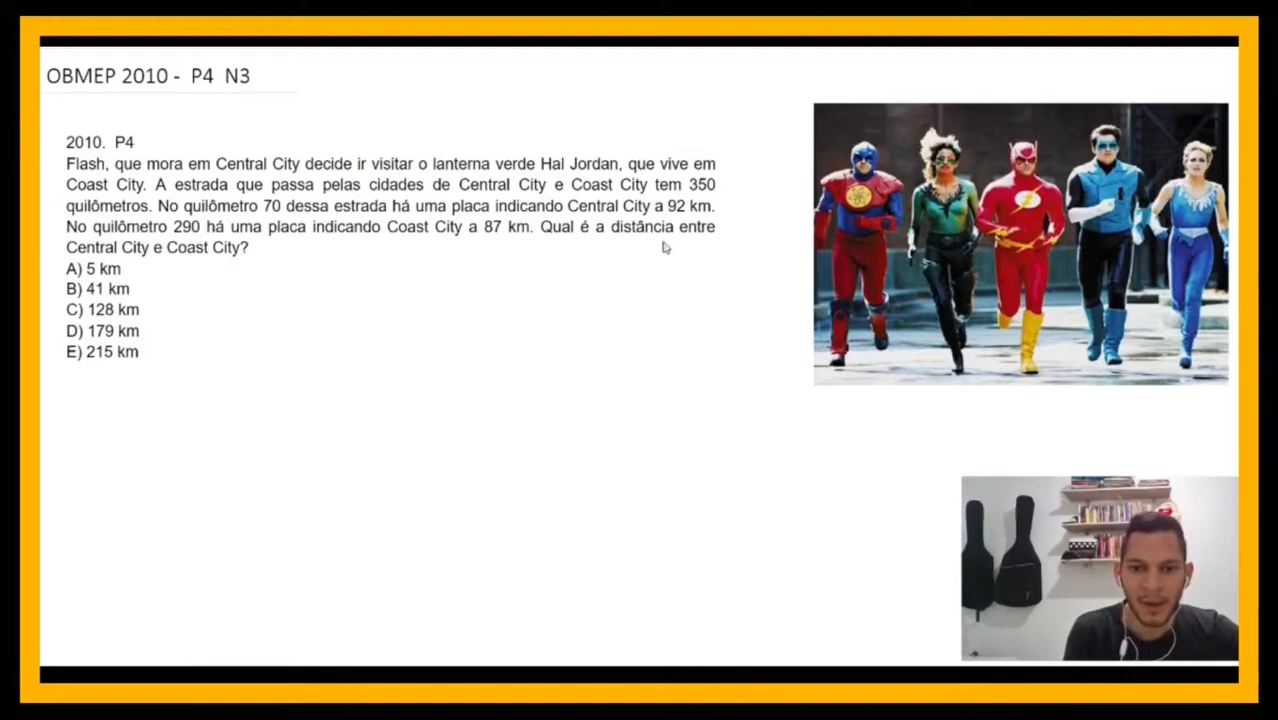 OBMEP 2010 - P4 N3
2010. P4
Flash, que mora em Central City decide ir visitar o lanterna verde Hal Jordan, que vive em
Coast City. A estrada que passa pelas cidades de Central City e Coast City tem 350
quilômetros. No quilômetro 70 dessa estrada há uma placa indicando Central City a 92 km.
No quilômetro 290 há uma placa indicando Coast City a 87 km. Qual é a distância entre
Central City e Coast City?
A) 5 km
B) 41 km
C) 128 km
D) 179 km
E) 215 km